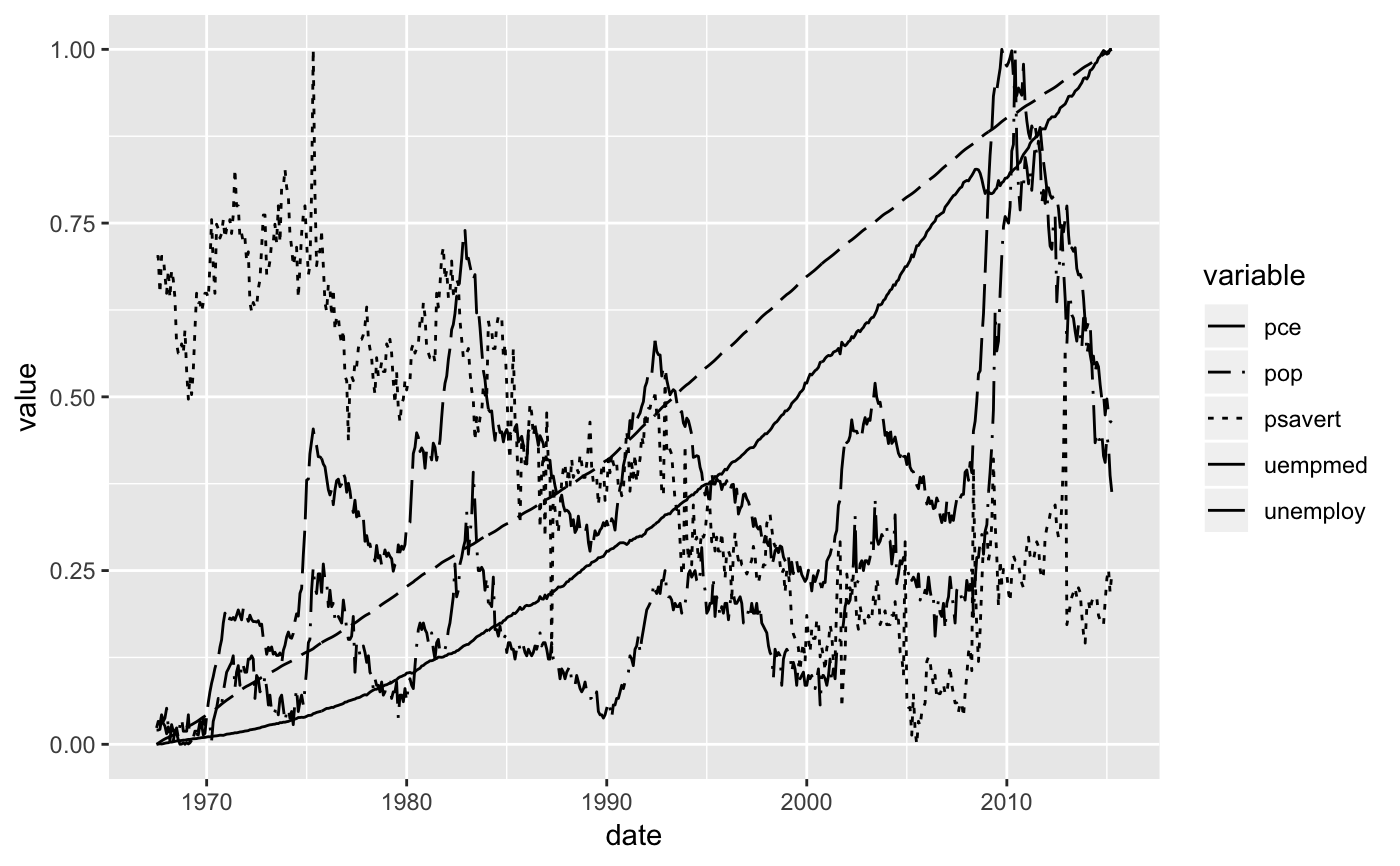 1.00
0.75
0.50
0.25
0.00
value
1970 1980 1990 2000 2010
date
variable
pce
pop
psavert
uempmed
unemploy